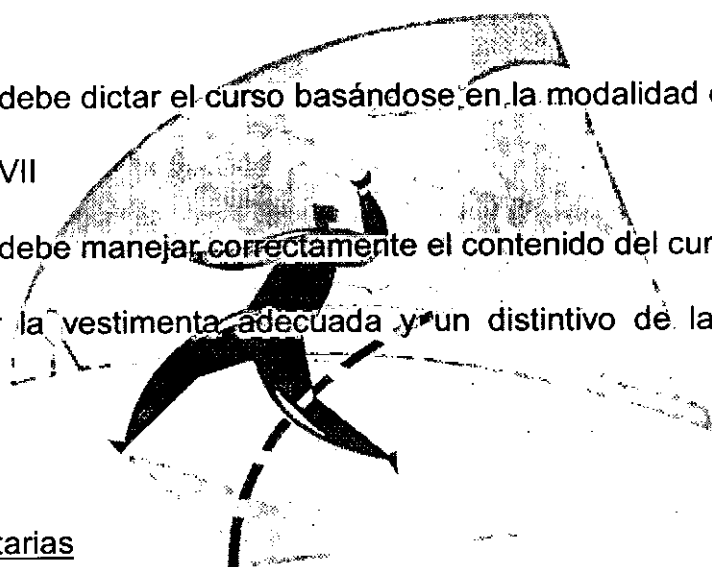 debe dictar el curso basándose en la modalidad
VII
debe manejar correctamente el contenido del cur
la vestimenta adecuada y un distintivo de la
tarias